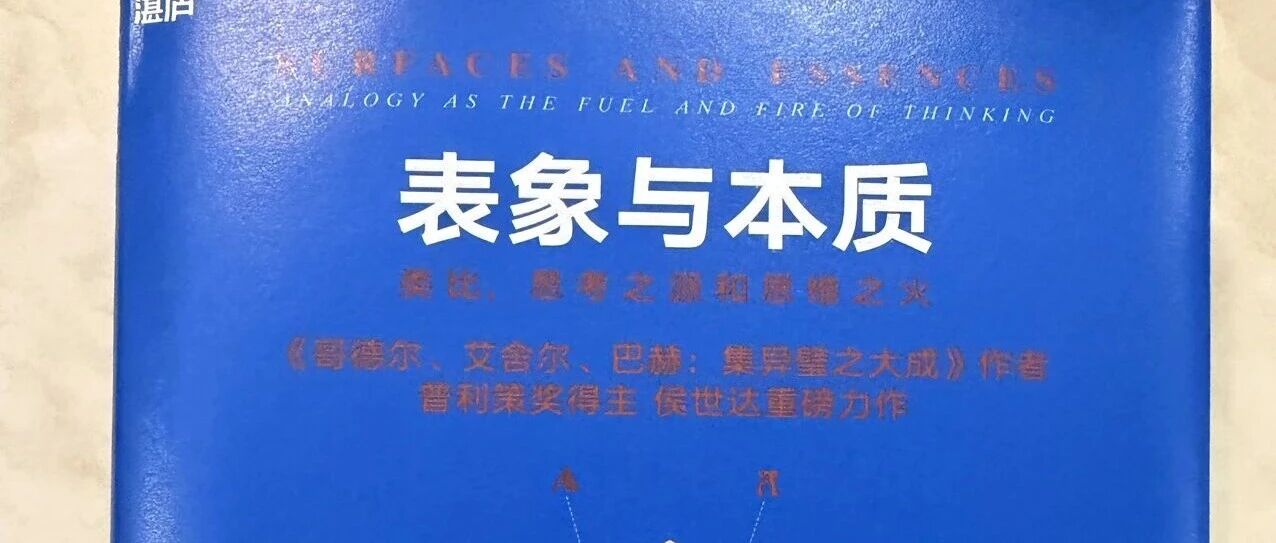 湛庐
SURFACES AND ESSENCES
ANALOGY AS THE FUEL AND FIRE OF THINKING
表象与本质
类比，思考之源和思维之火
《哥德尔、艾舍尔、巴赫：集异璧之大成》作者
普利策奖得主 侯世达重磅力作
A